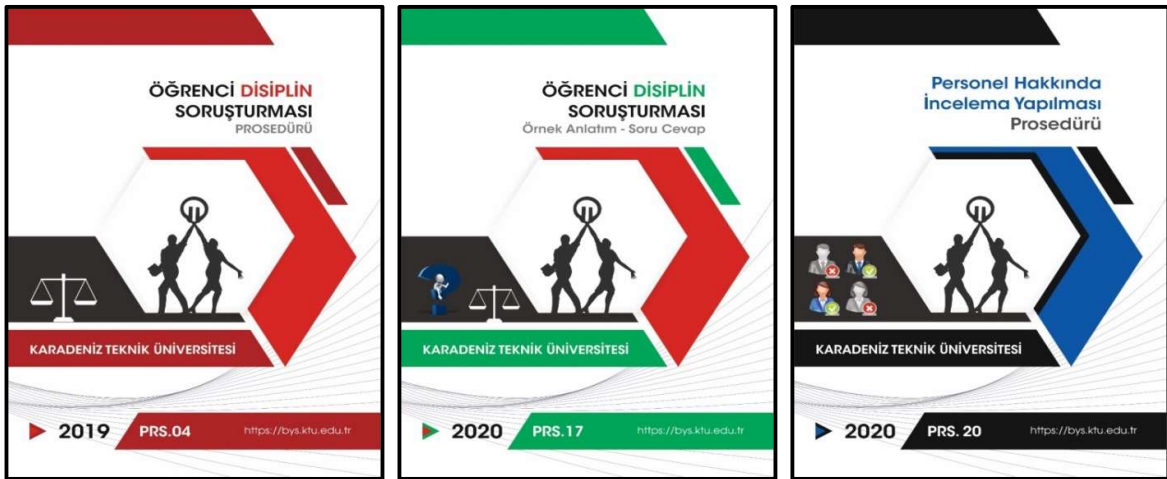 ÖĞRENCİ DİSİPLİN
SORUŞTURMASI
PROSEDÜRÜ
KARADENİZ TEKNİK ÜNİVERSİTESİ
2019
PRS.04
https://bys.ktu.edu.tr
ÖĞRENCİ DİSİPLİN
SORUŞTURMASI
Örnek Anlatım - Soru Cevap
KARADENİZ TEKNİK ÜNİVERSİTESİ
2020
PRS.17
https://bys.ktu.edu.tr
Personel Hakkında
İncelema Yapılması
Prosedürü
KARADENİZ TEKNİK ÜNİVERSİTESİ
2020
PRS. 20
https://bys.ktu.edu.tr